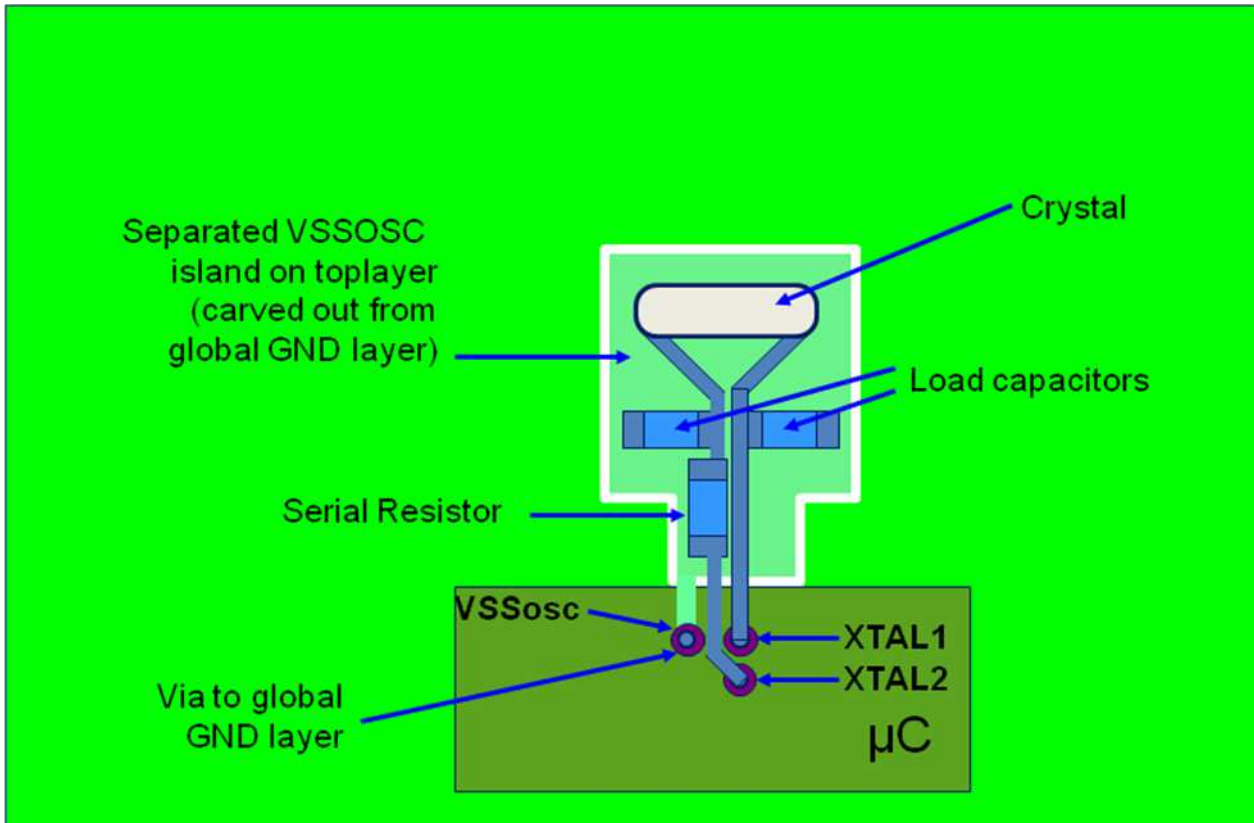 Crystal
Separated VSSOSC
island on toplayer
(carved out from
global GND layer)
Load capacitors
Serial Resistor
VSSosc
XTAL1
XTAL2
Via to global
GND layer
µC